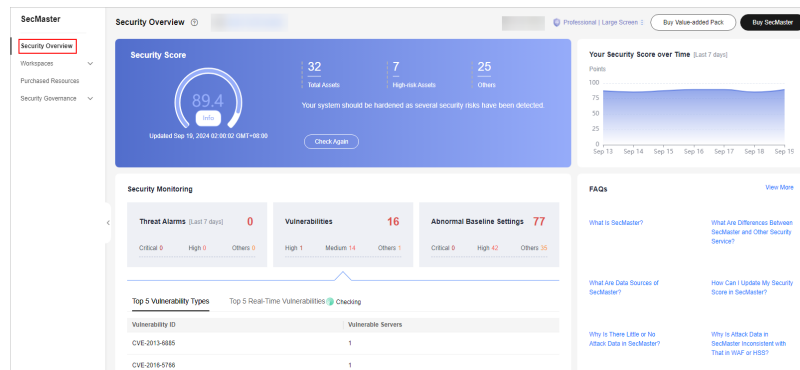 SecMaster
Security Overview
Workspaces
Purchased Resources
Security Governance
Security Overview
Professional | Large Screen
Buy Value-added Pack
Buy SecMaster
Security Score
89.4
Info
Updated Sep 19, 2024 02:00:02 GMT+08:00
32
Total Assets
7
High-risk Assets
25
Others
Your system should be hardened as several security risks have been detected
Check Again
Your Security Score over Time [Last 7 days]
Points
100
75
50
25
0
Sep 13 Sep 14 Sep 15 Sep 16 Sep 17 Sep 18 Sep 19
Security Monitoring
Threat Alarms [Last 7 days] 0
Critical 0 High 0 Others 0
Vulnerabilities 16
High 1 Medium 14 Others 1
Abnormal Baseline Settings 77
Critical 0 High 42 Others 35
Top 5 Vulnerability Types
Top 5 Real-Time Vulnerabilities Checking
Vulnerability ID Vulnerable Servers
CVE-2013-6885 1
CVE-2016-5766 1
FAQs
View More
What Is SecMaster?
What Are Differences Between
SecMaster and Other Security
Service?
What Are Data Sources of
SecMaster?
How Can I Update My Security
Score in SecMaster?
Why Is There Little or No
Attack Data in SecMaster?
Why Is Attack Data in
SecMaster Inconsistent with
That in WAF or HSS?